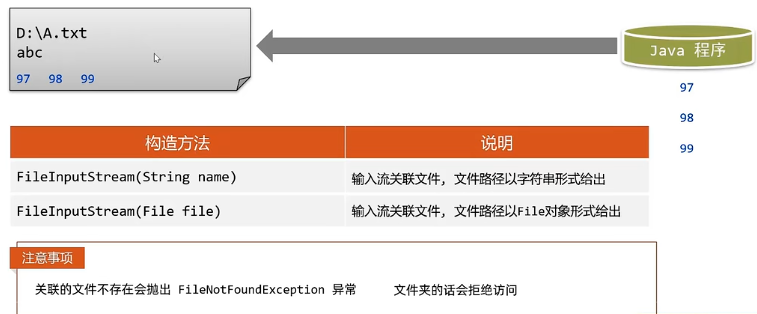 D:\A.txt
abc
97 98 99
Java 程序
97
98
99
构造方法 说明
FileInputStream(String name) 输入流关联文件, 文件路径以字符串形式给出
FileInputStream(File file) 输入流关联文件, 文件路径以File对象形式给出
注意事项
关联的文件不存在会抛出 FileNotFoundException 异常 文件夹的话会拒绝访问